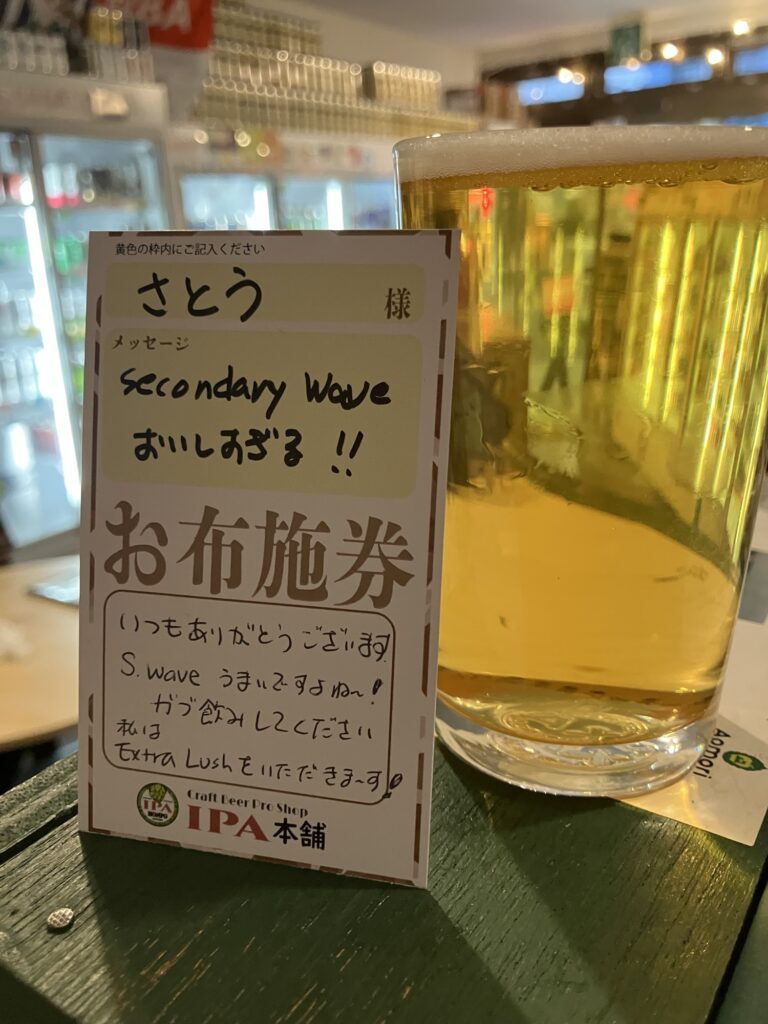 黄色の枠内にご記入ください
さとう 様
メッセージ
secondary wave
おいしすぎる !!
お布施券
いつもありがとうございます
S. wave うまいですよね〜!
ガブ飲みしてください
私は
Extra Lushをいただきま〜す!
IPA
Craft Beer Pro Shop
IPA本舗
Aomori